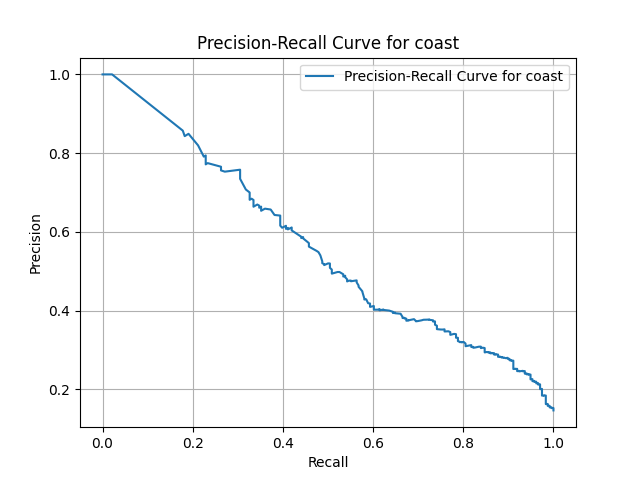 Precision-Recall Curve for coast
Precision-Recall Curve for coast
1.0
0.8
0.6
0.4
0.2
Precision
0.0 0.2 0.4 0.6 0.8 1.0
Recall